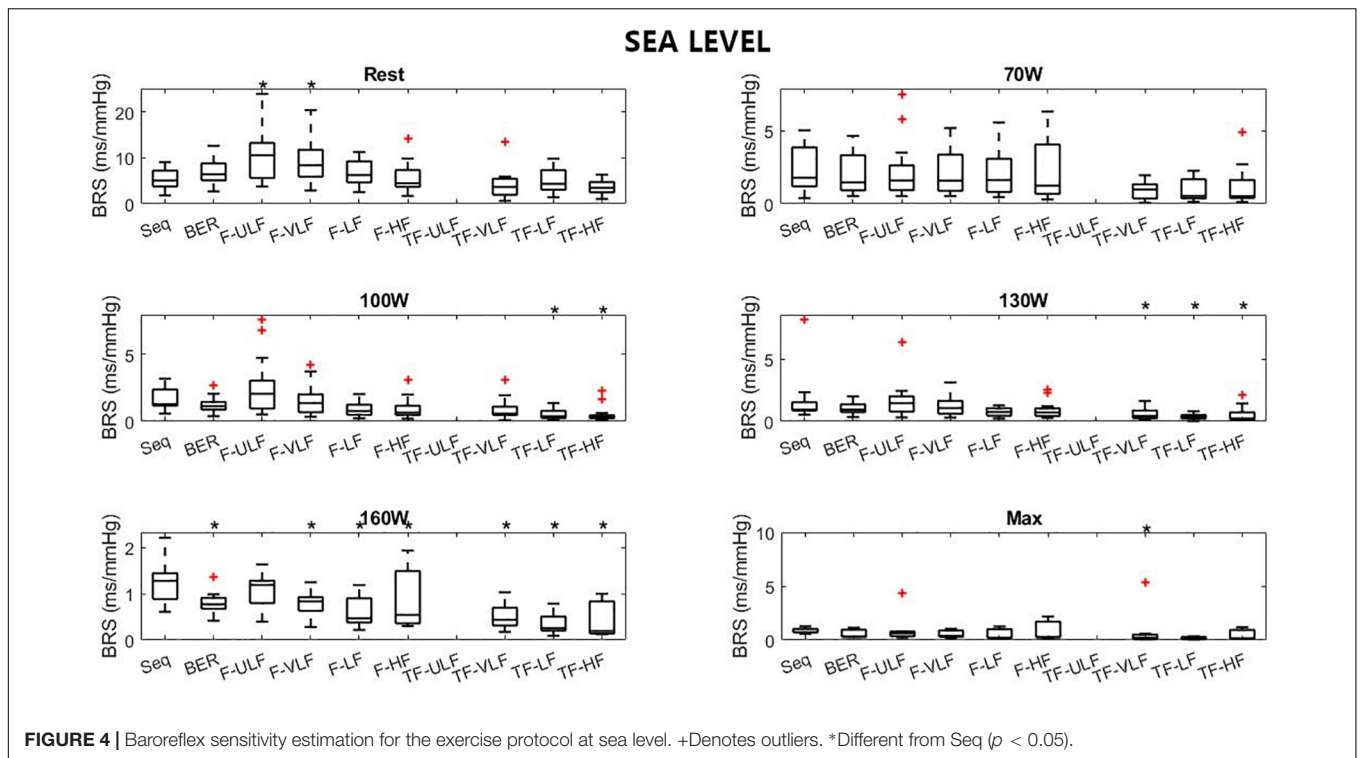 SEA LEVEL
Rest
BRS (ms/mmHg)
20
10
0
* *
Seq BER F-ULF F-VLF F-LF F-HF TF-ULF TF-VLF TF-LF TF-HF
70W
BRS (ms/mmHg)
5
0
Seq BER F-ULF F-VLF F-LF F-HF TF-ULF TF-VLF TF-LF TF-HF
100W
BRS (ms/mmHg)
5
0
* *
Seq BER F-ULF F-VLF F-LF F-HF TF-ULF TF-VLF TF-LF TF-HF
130W
BRS (ms/mmHg)
5
0
* * *
Seq BER F-ULF F-VLF F-LF F-HF TF-ULF TF-VLF TF-LF TF-HF
160W
BRS (ms/mmHg)
2
1
0
* * * * * * *
Seq BER F-ULF F-VLF F-LF F-HF TF-ULF TF-VLF TF-LF TF-HF
Max
BRS (ms/mmHg)
10
5
0
*
Seq BER F-ULF F-VLF F-LF F-HF TF-ULF TF-VLF TF-LF TF-HF
FIGURE 4 | Baroreflex sensitivity estimation for the exercise protocol at sea level. +Denotes outliers. *Different from Seq (p < 0.05).